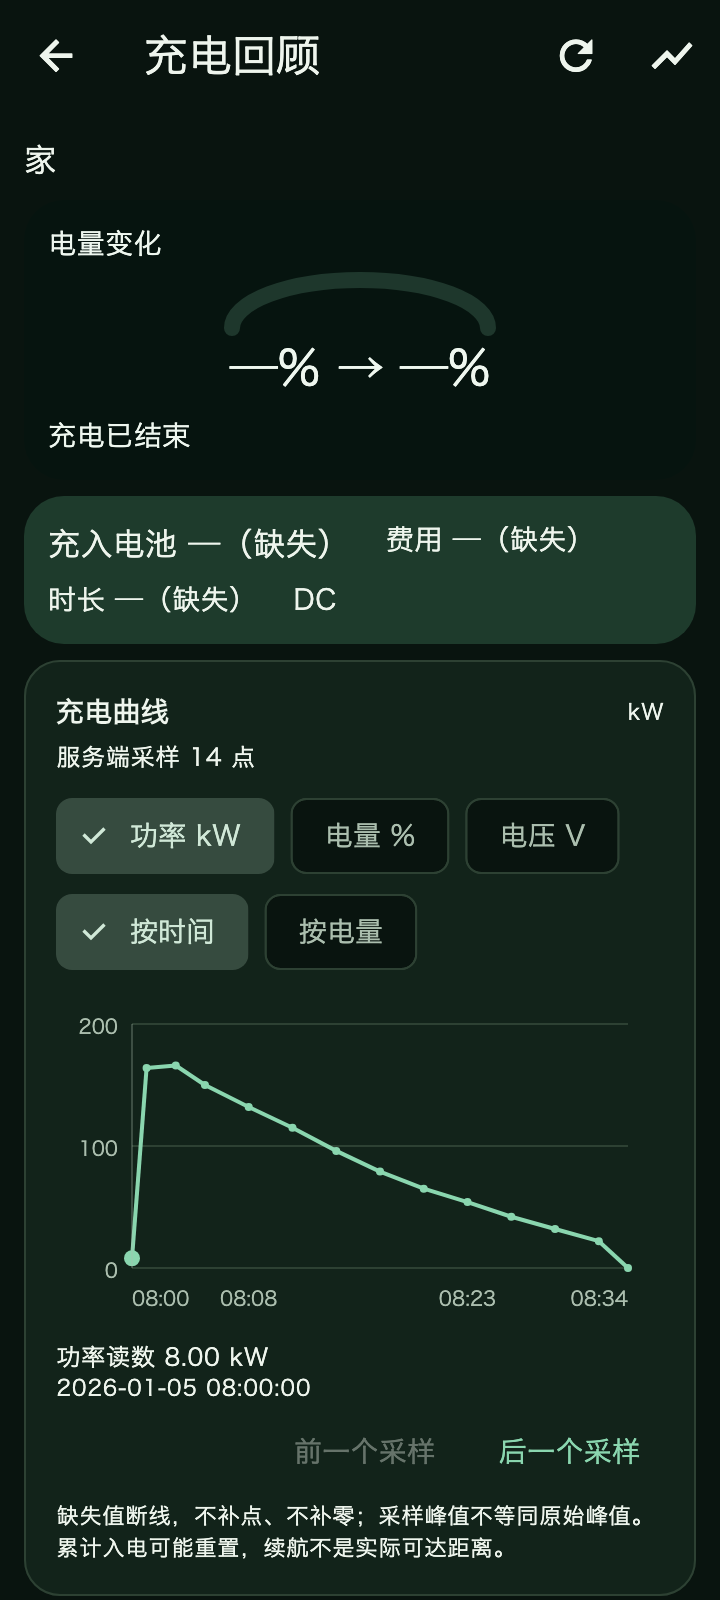 充电回顾
家
电量变化
—% → —%
充电已结束
充入电池 —（缺失） 费用 —（缺失）
时长 —（缺失） DC
充电曲线 kW
服务端采样 14 点
功率 kW 电量 % 电压 V
按时间 按电量
200
100
0
08:00 08:08 08:23 08:34
功率读数 8.00 kW
2026-01-05 08:00:00
前一个采样 后一个采样
缺失值断线，不补点、不补零；采样峰值不等同原始峰值。
累计入电可能重置，续航不是实际可达距离。